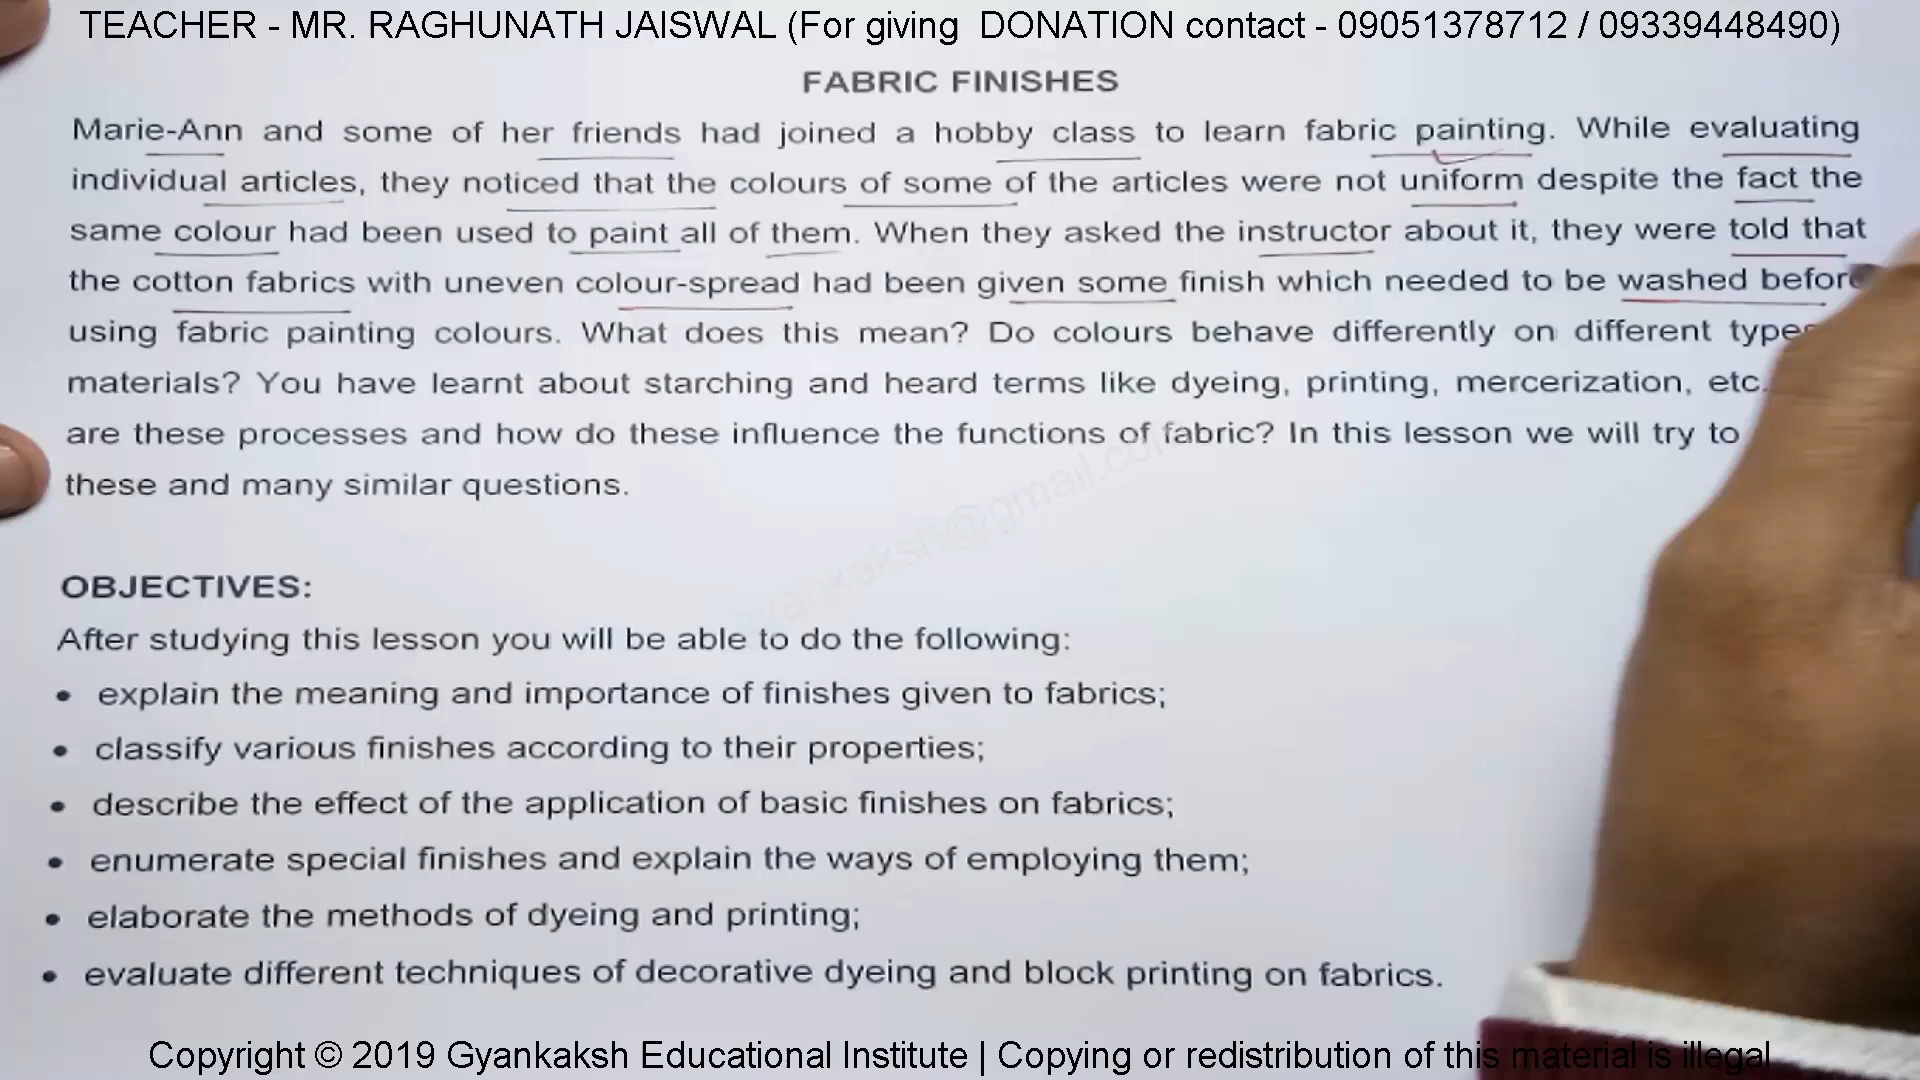 TEACHER - MR. RAGHUNATH JAISWAL (For giving DONATION contact - 09051378712 / 09339448490)
FABRIC FINISHES
Marie-Ann and some of her friends had joined a hobby class to learn fabric painting. While evaluating
individual articles, they noticed that the colours of some of the articles were not uniform despite the fact the
same colour had been used to paint all of them. When they asked the instructor about it, they were told that
the cotton fabrics with uneven colour-spread had been given some finish which needed to be washed before
using fabric painting colours. What does this mean? Do colours behave differently on different
materials? You have learnt about starching and heard terms like dyeing, printing, mercerization, etc.
are these processes and how do these influence the functions of fabric? In this lesson we will try to
these and many similar questions.
gyankaksh@gmail.com
OBJECTIVES:
After studying this lesson you will be able to do the following:
• explain the meaning and importance of finishes given to fabrics;
• classify various finishes according to their properties;
• describe the effect of the application of basic finishes on fabrics;
• enumerate special finishes and explain the ways of employing them;
• elaborate the methods of dyeing and printing;
• evaluate different techniques of decorative dyeing and block printing on fabrics.
Copyright © 2019 Gyankaksh Educational Institute | Copying or redistribution of this material is illegal